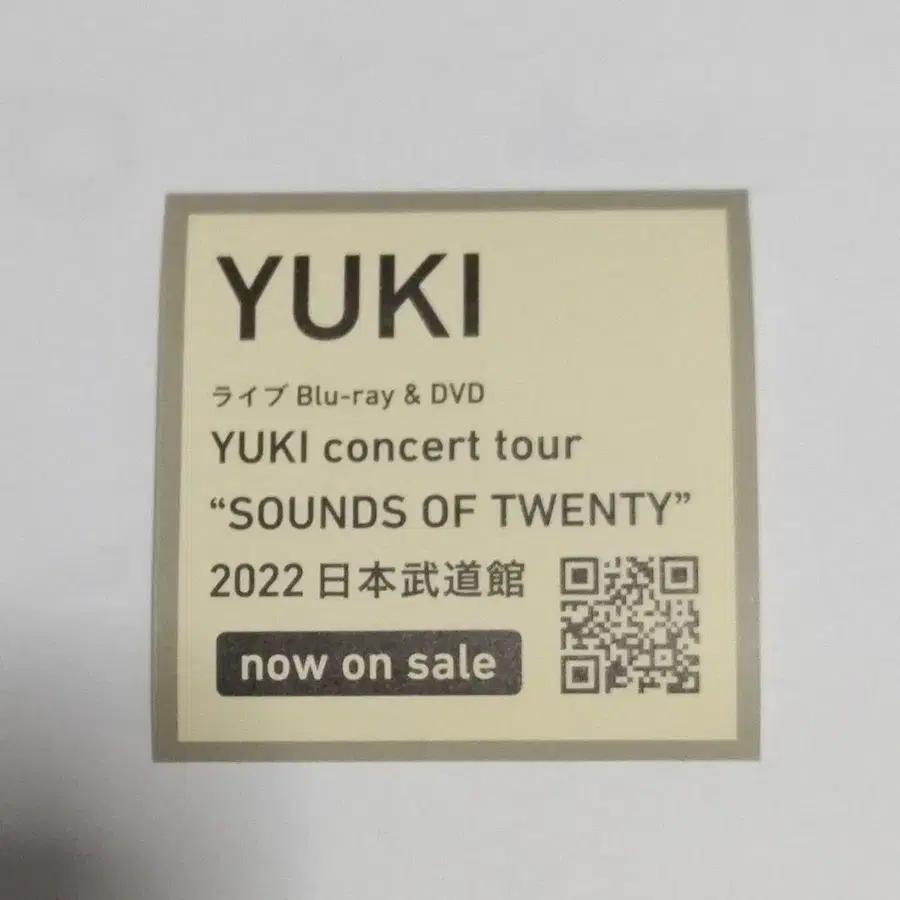 YUKI
ライブ Blu-ray & DVD
YUKI concert tour
“SOUNDS OF TWENTY”
2022 日本武道館
now on sale